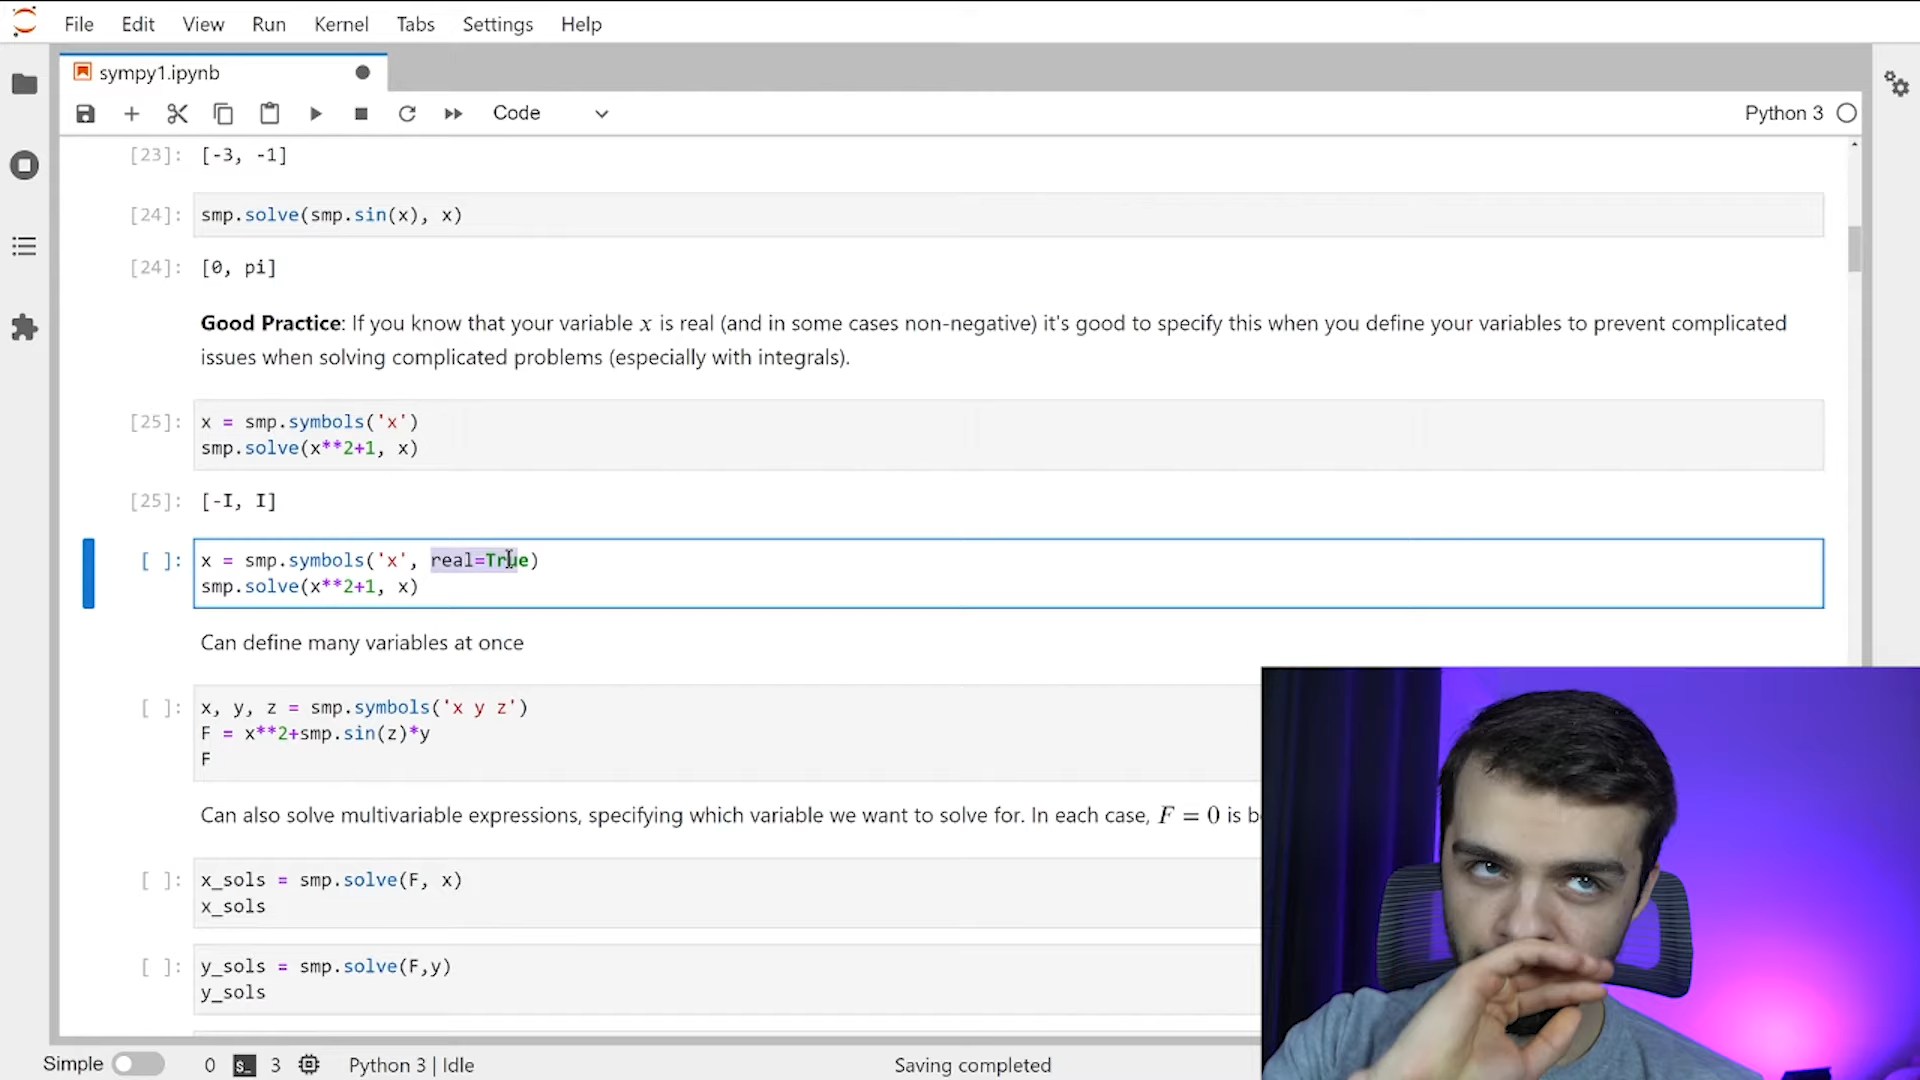 File Edit View Run Kernel Tabs Settings Help
sympy1.ipynb
Code
Python 3
[23]: [-3, -1]
[24]: smp.solve(smp.sin(x), x)
[24]: [0, pi]
Good Practice: If you know that your variable x is real (and in some cases non-negative) it's good to specify this when you define your variables to prevent complicated
issues when solving complicated problems (especially with integrals).
[25]: x = smp.symbols('x')
smp.solve(x**2+1, x)
[25]: [-I, I]
[ ]: x = smp.symbols('x', real=True)
smp.solve(x**2+1, x)
Can define many variables at once
[ ]: x, y, z = smp.symbols('x y z')
F = x**2+smp.sin(z)*y
F
Can also solve multivariable expressions, specifying which variable we want to solve for. In each case, F = 0 is b
[ ]: x_sols = smp.solve(F, x)
x_sols
[ ]: y_sols = smp.solve(F,y)
y_sols
Simple 0 $_ 3 Python 3 | Idle Saving completed